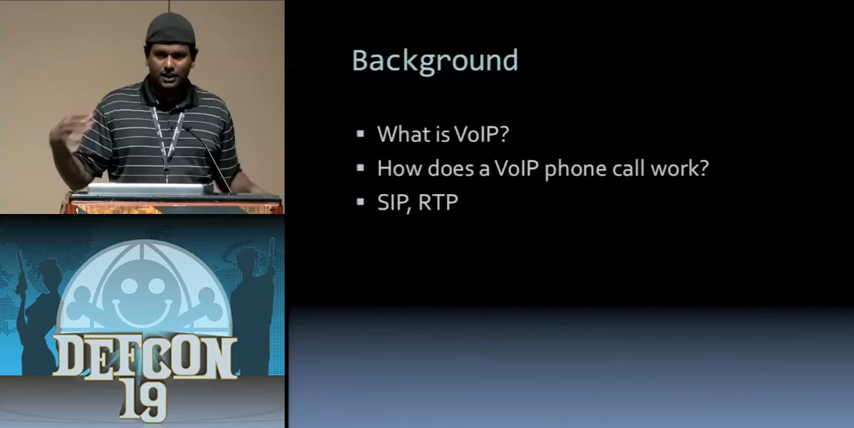 Background
▪ What is VoIP?
▪ How does a VoIP phone call work?
▪ SIP, RTP
DEFCON
19